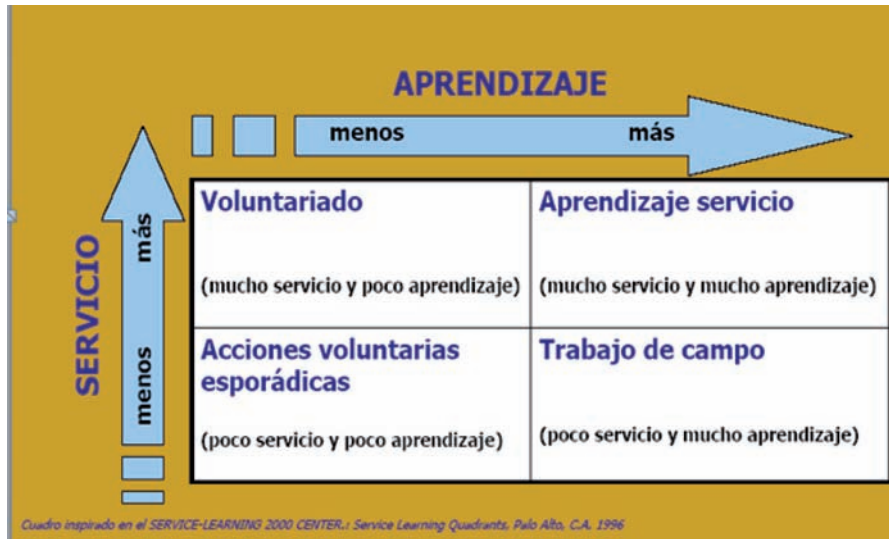 APRENDIZAJE
menos más
SERVICIO
más
menos
Voluntariado
(mucho servicio y poco aprendizaje)
Aprendizaje servicio
(mucho servicio y mucho aprendizaje)
Acciones voluntarias
esporádicas
(poco servicio y poco aprendizaje)
Trabajo de campo
(poco servicio y mucho aprendizaje)
Cuadro inspirado en el SERVICE-LEARNING 2000 CENTER.: Service Learning Quadrants, Palo Alto, C.A. 1996